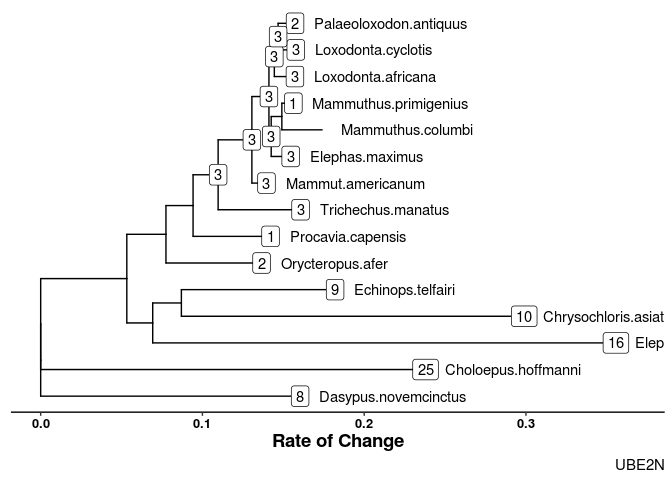 2 Palaeoloxodon.antiquus
3
3 Loxodonta.cyclotis
3
3 Loxodonta.africana
3
1 Mammuthus.primigenius
Mammuthus.columbi
3
3
3 Elephas.maximus
3
3 Mammut.americanum
3 Trichechus.manatus
1 Procavia.capensis
2 Orycteropus.afer
9 Echinops.telfairi
10 Chrysochloris.asiat
16 Elep
25 Choloepus.hoffmanni
8 Dasypus.novemcinctus
0.0 0.1 0.2 0.3
Rate of Change
UBE2N